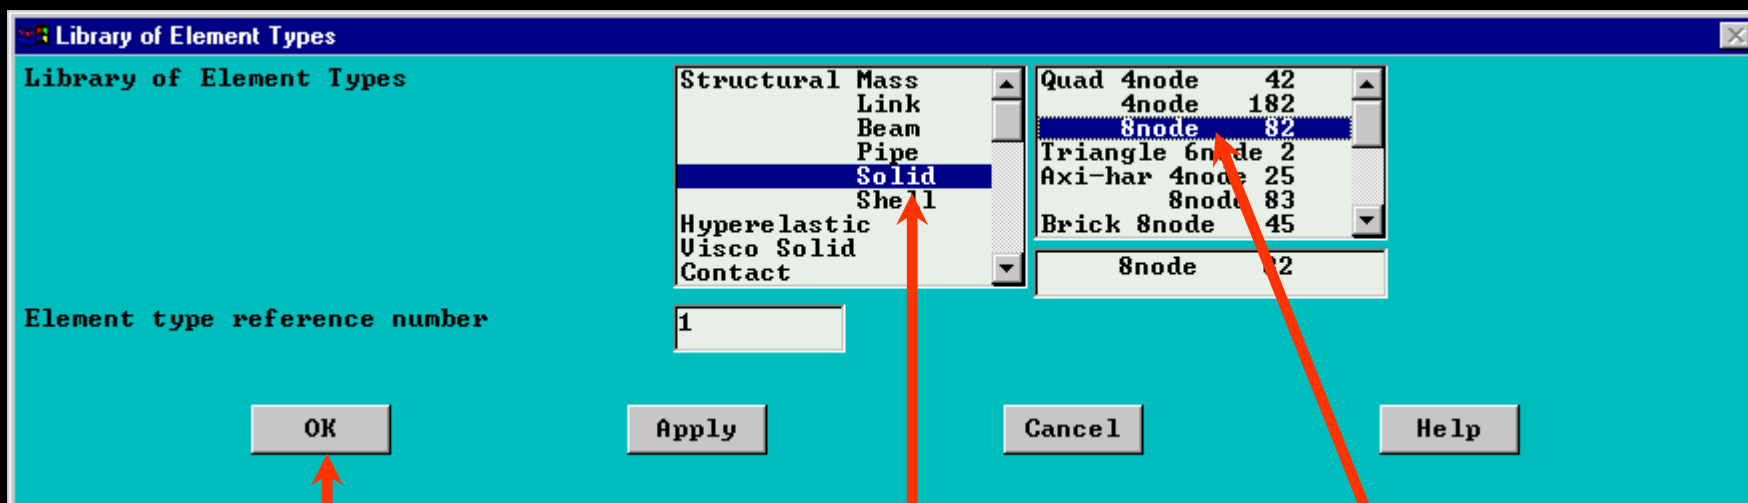 Library of Element Types
Library of Element Types
Structural Mass
Link
Beam
Pipe
Solid
Shell
Hyperelastic
Visco Solid
Contact
Quad 4node 42
4node 182
8node 82
Triangle 6node 2
Axi-har 4node 25
8node 83
Brick 8node 45
8node 82
Element type reference number
1
OK
Apply
Cancel
Help